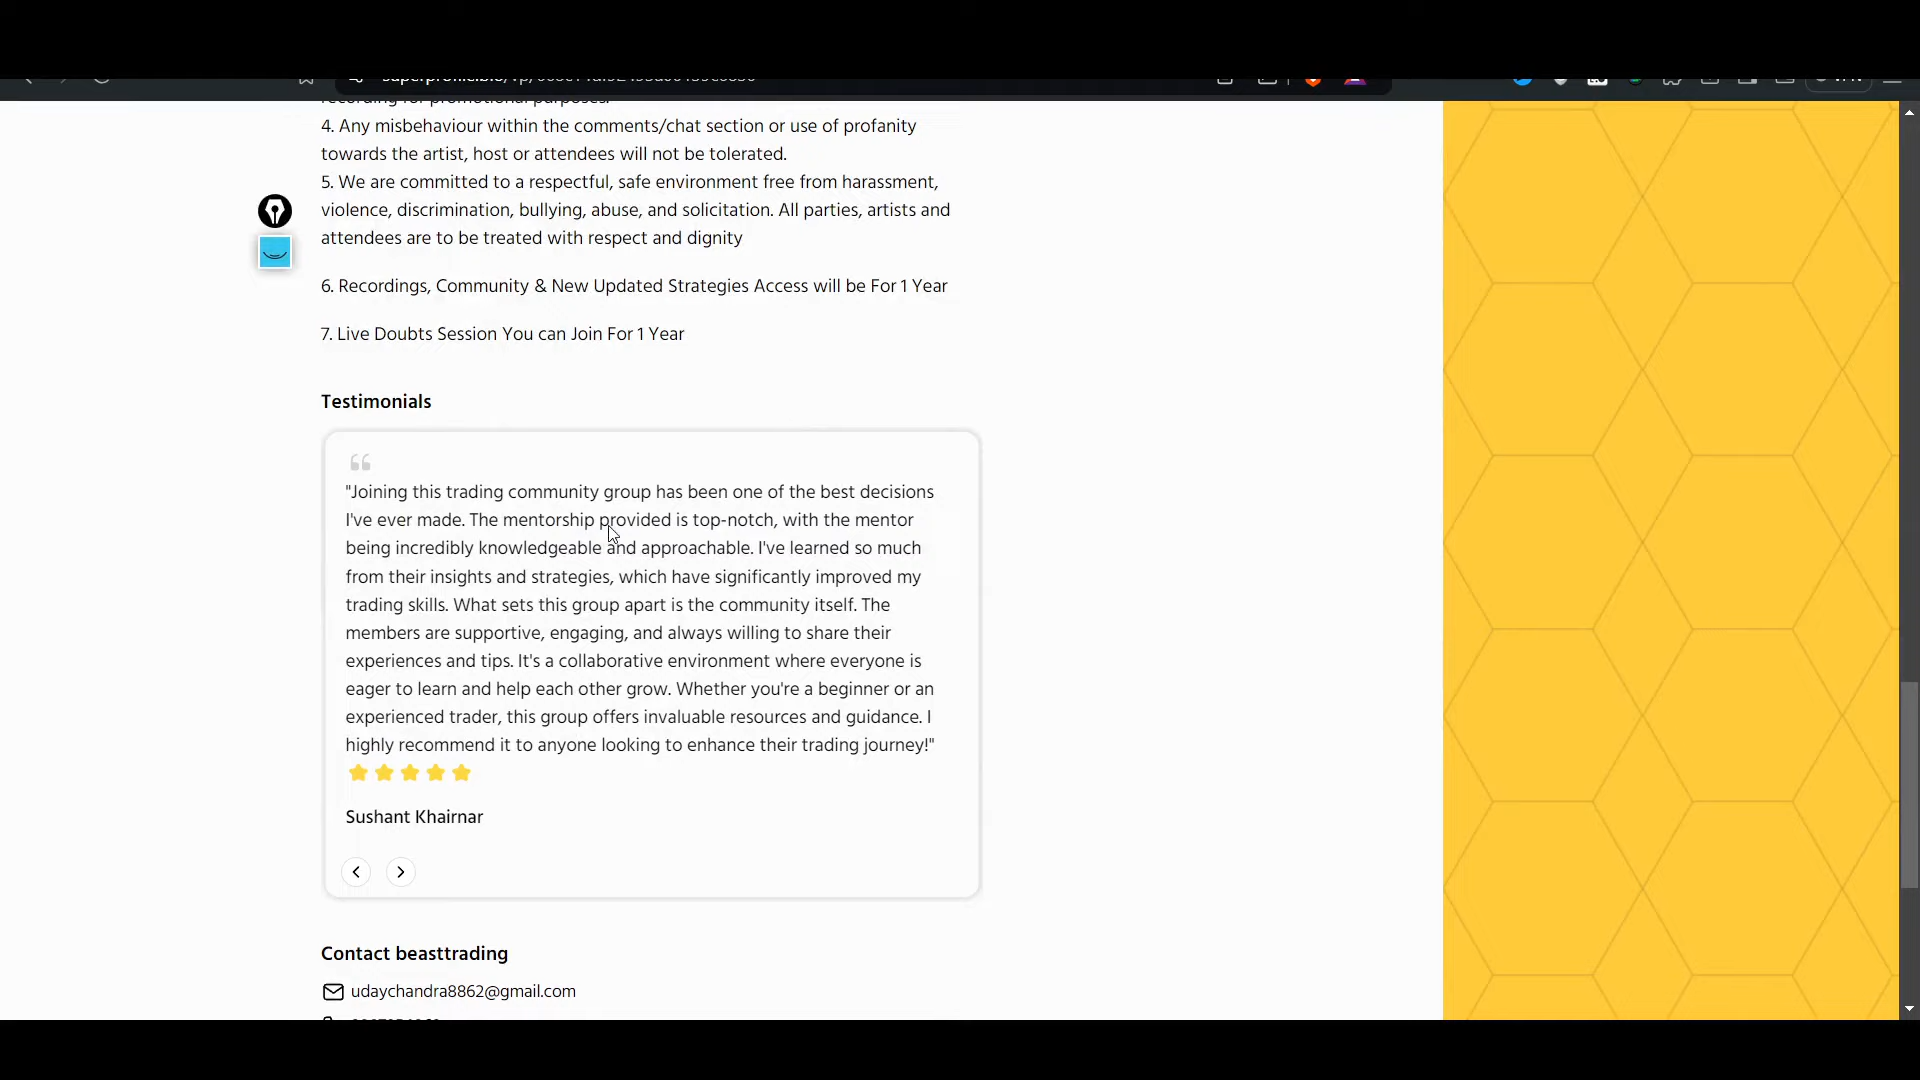 recording for promotional purposes.
4. Any misbehaviour within the comments/chat section or use of profanity
towards the artist, host or attendees will not be tolerated.
5. We are committed to a respectful, safe environment free from harassment,
violence, discrimination, bullying, abuse, and solicitation. All parties, artists and
attendees are to be treated with respect and dignity
6. Recordings, Community & New Updated Strategies Access will be For 1 Year
7. Live Doubts Session You can Join For 1 Year
Testimonials
"Joining this trading community group has been one of the best decisions
I've ever made. The mentorship provided is top-notch, with the mentor
being incredibly knowledgeable and approachable. I've learned so much
from their insights and strategies, which have significantly improved my
trading skills. What sets this group apart is the community itself. The
members are supportive, engaging, and always willing to share their
experiences and tips. It's a collaborative environment where everyone is
eager to learn and help each other grow. Whether you're a beginner or an
experienced trader, this group offers invaluable resources and guidance. I
highly recommend it to anyone looking to enhance their trading journey!"
Sushant Khairnar
Contact beasttrading
udaychandra8862@gmail.com